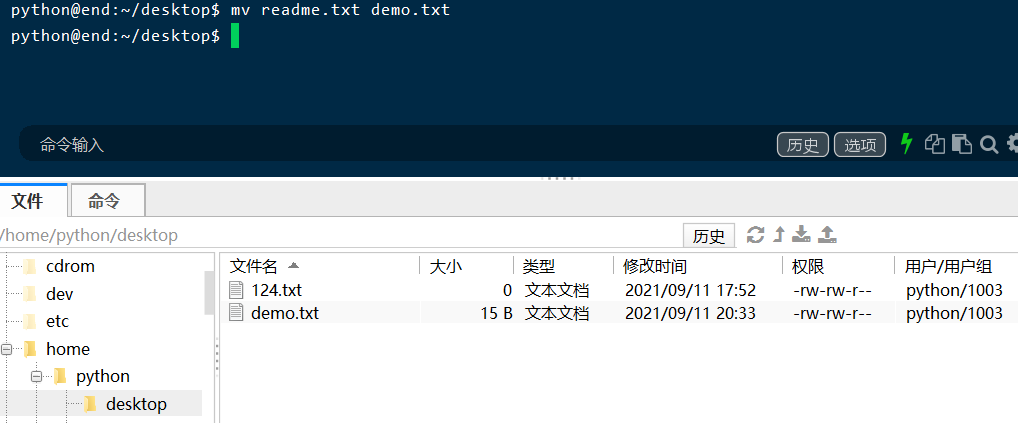 python@end:~/desktop$ mv readme.txt demo.txt
python@end:~/desktop$
命令输入 历史 选项
文件 命令
/home/python/desktop 历史
cdrom
dev
etc
home
python
desktop
文件名 大小 类型 修改时间 权限 用户/用户组
124.txt 0 文本文档 2021/09/11 17:52 -rw-rw-r-- python/1003
demo.txt 15 B 文本文档 2021/09/11 20:33 -rw-rw-r-- python/1003